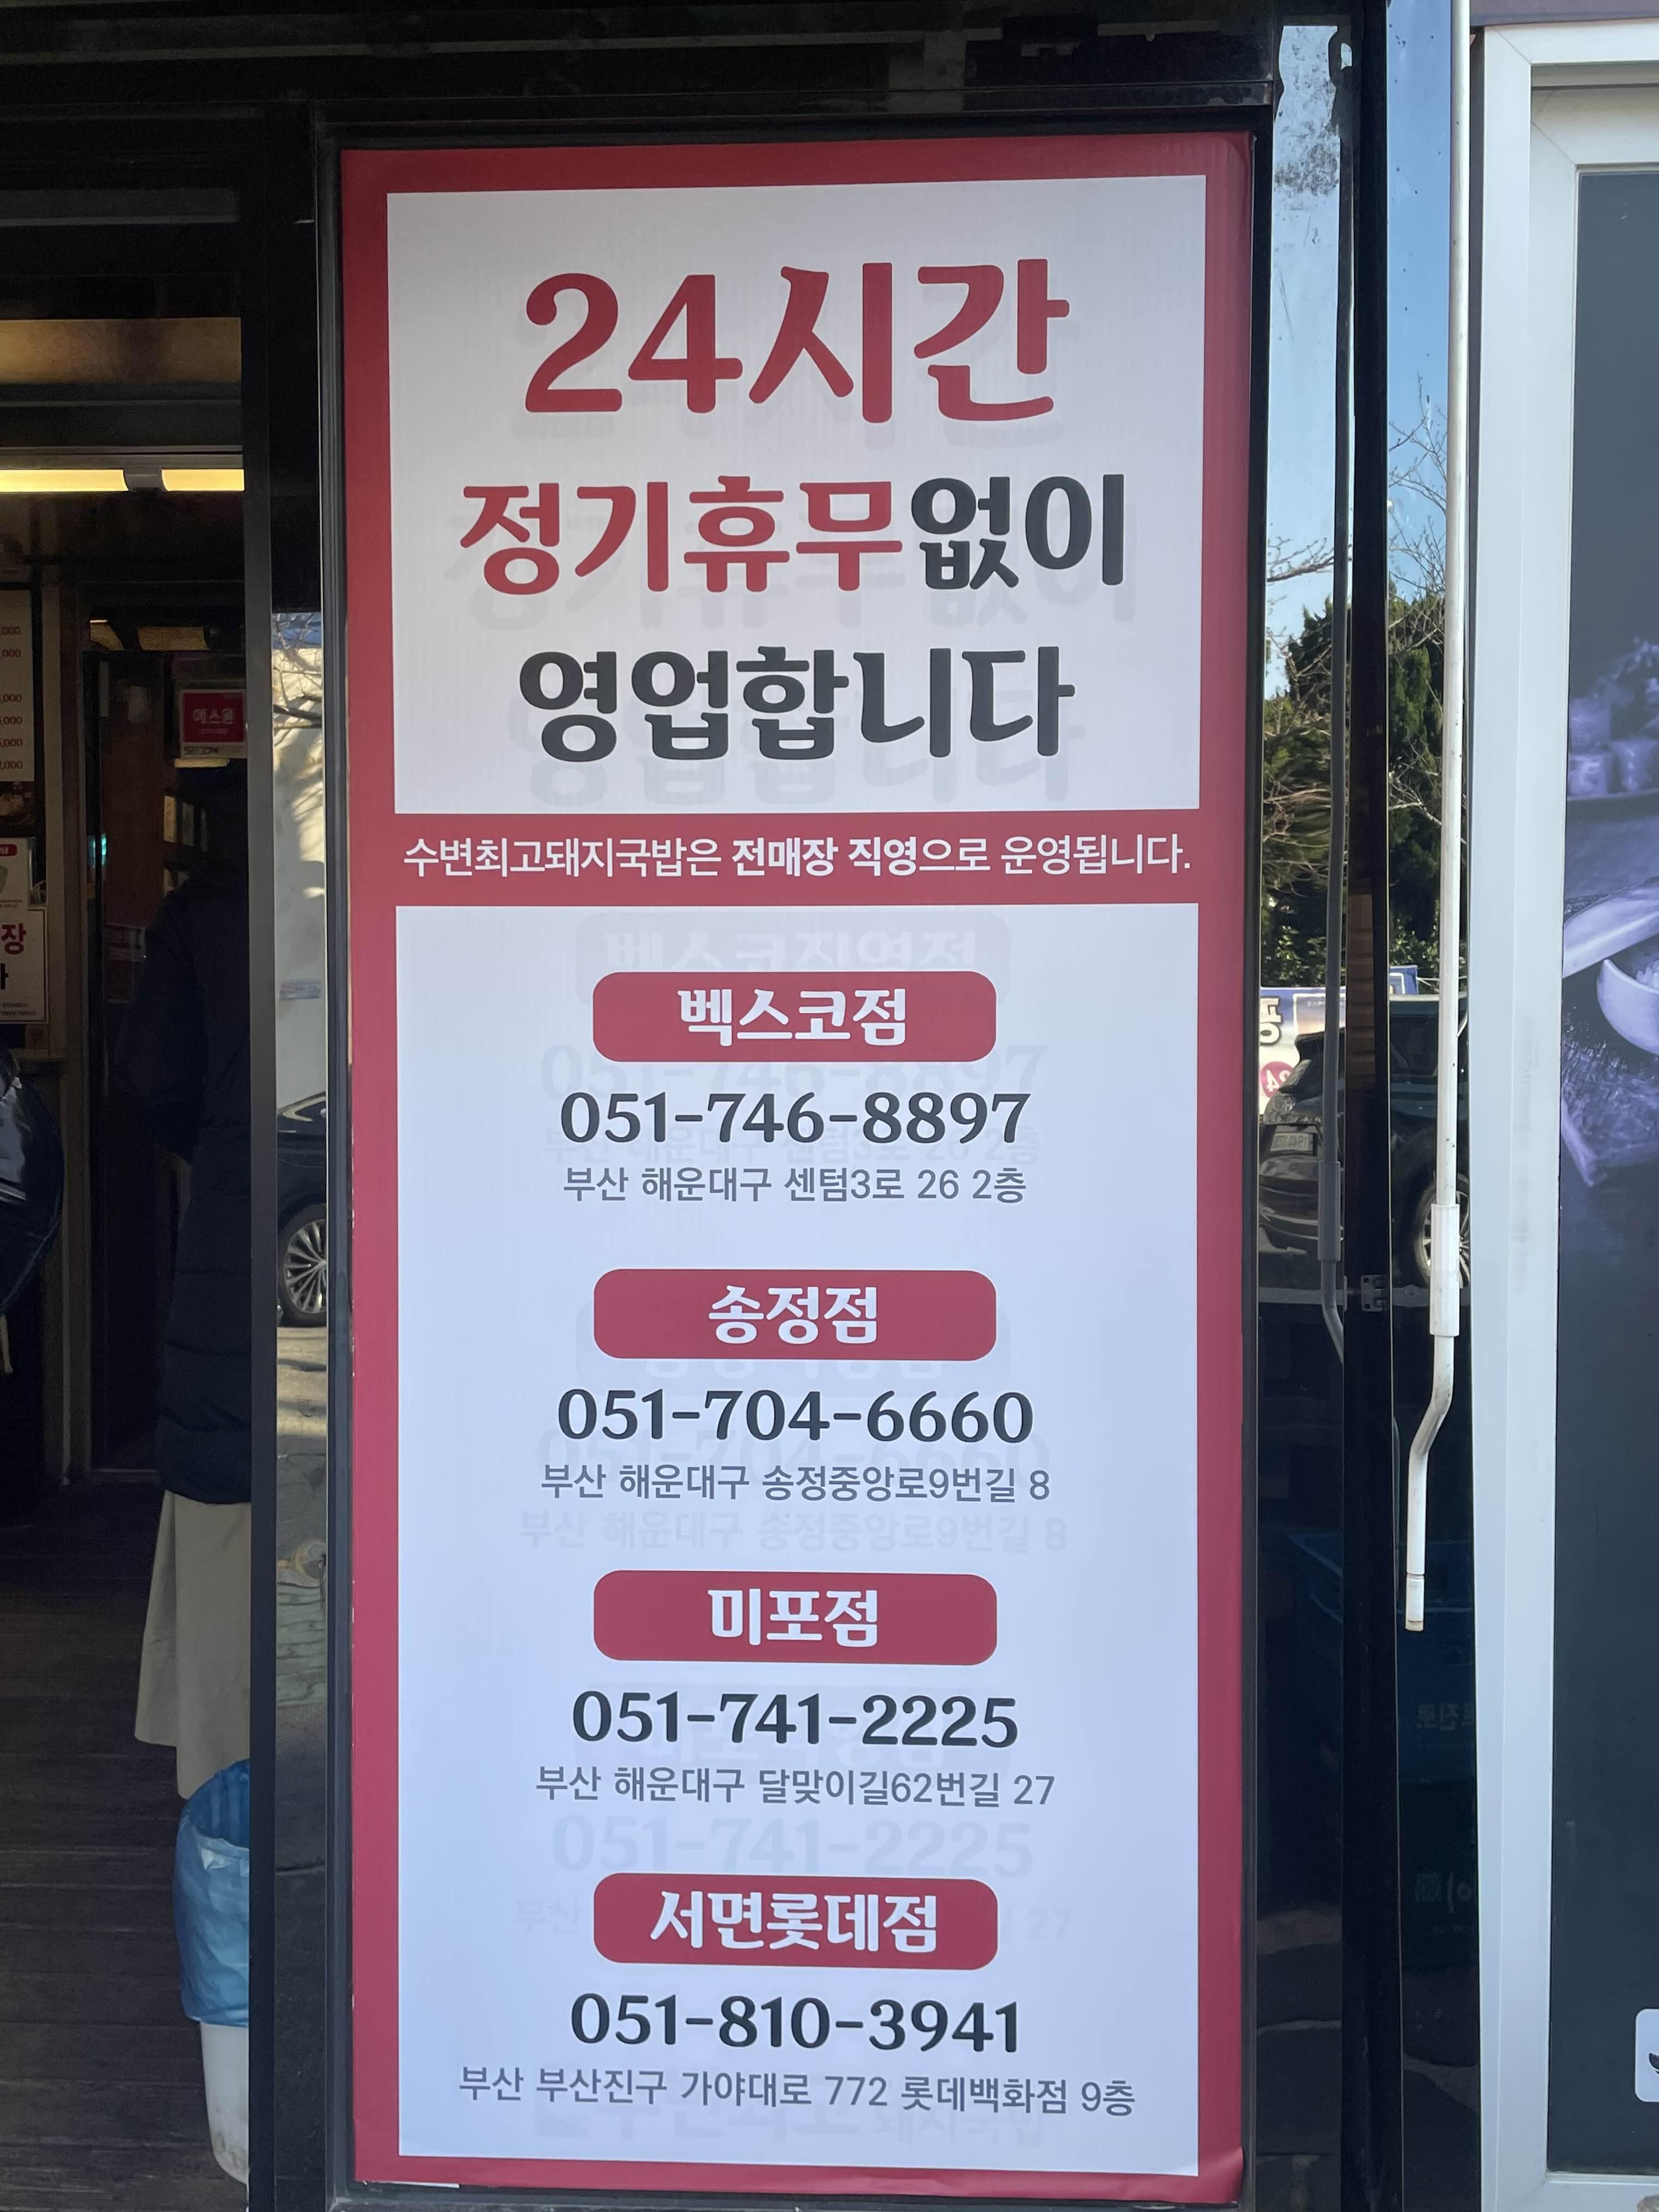 24시간
정기휴무없이
영업합니다
수변최고돼지국밥은 전매장 직영으로 운영됩니다.
벡스코점
051-746-8897
부산 해운대구 센텀3로 26 2층
송정점
051-704-6660
부산 해운대구 송정중앙로9번길 8
미포점
051-741-2225
부산 해운대구 달맞이길62번길 27
서면롯데점
051-810-3941
부산 부산진구 가야대로 772 롯데백화점 9층
에스원